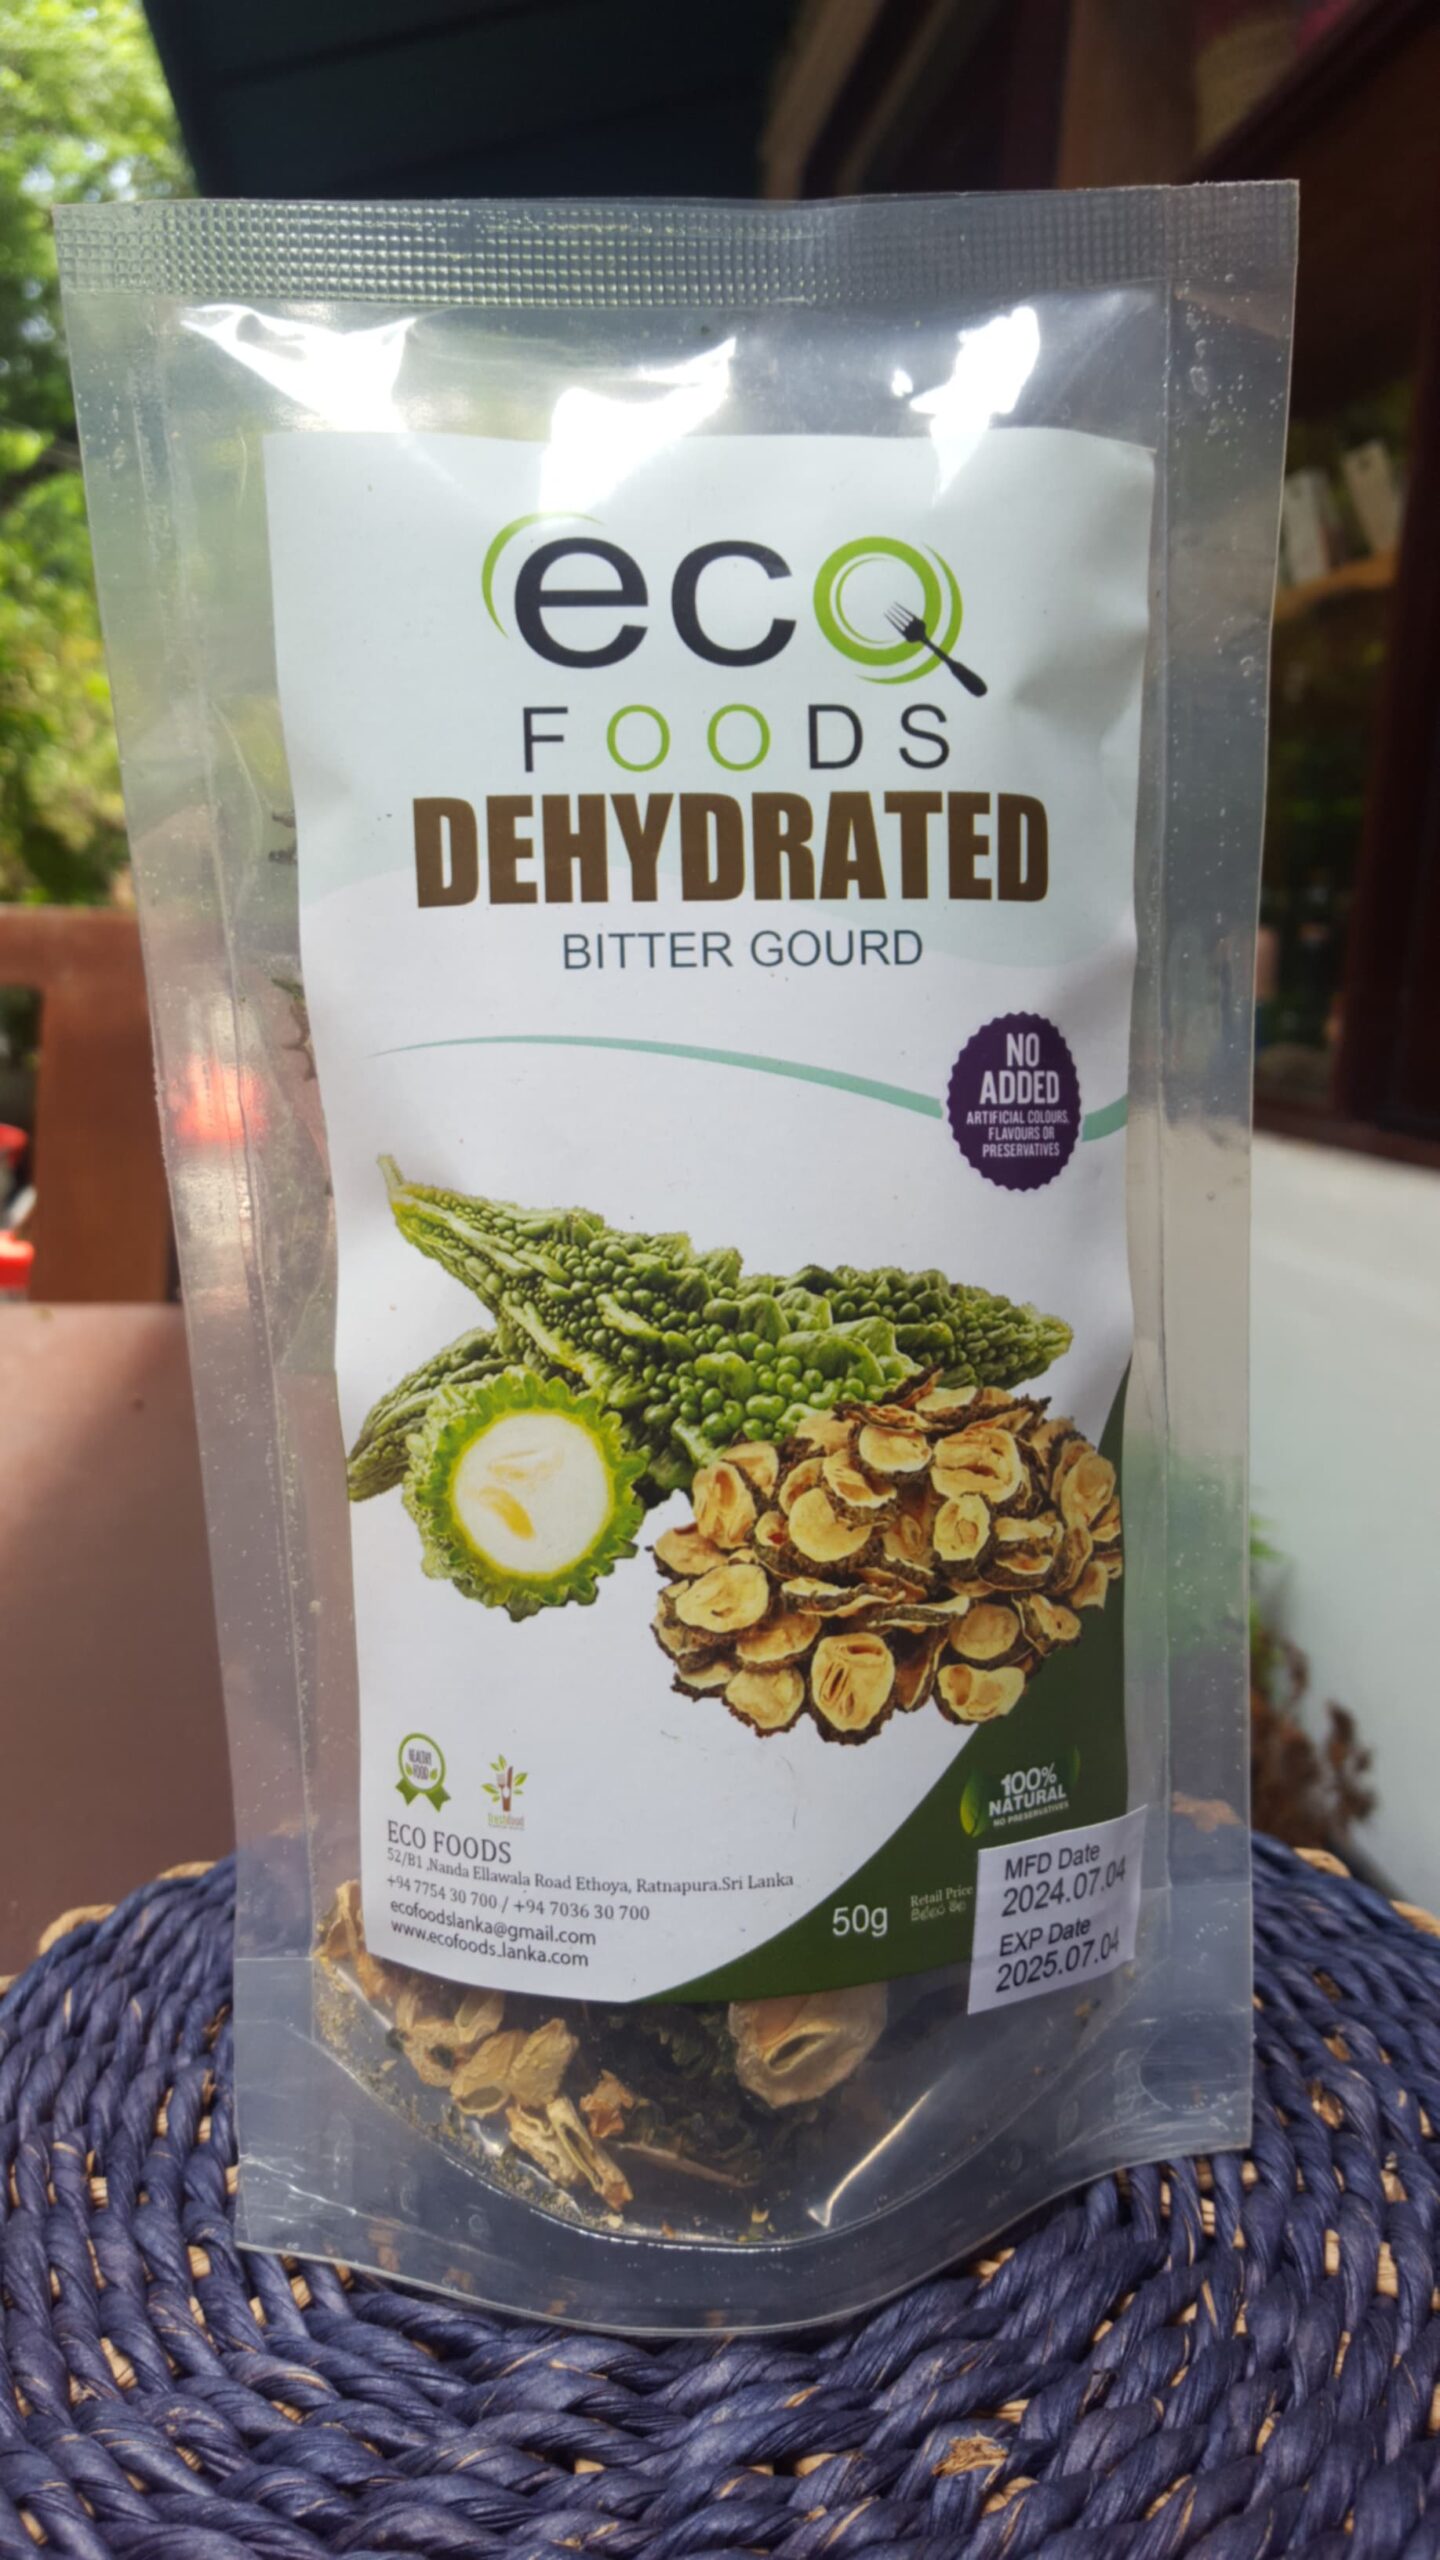 eco
FOODS
DEHYDRATED
BITTER GOURD
NO
ADDED
ARTIFICIAL COLOURS,
FLAVOURS OR
PRESERVATIVES
HEALTHY
FOOD
freshfood
100%
NATURAL
NO PRESERVATIVES
ECO FOODS
52/B1 ,Nanda Ellawala Road Ethoya, Ratnapura.Sri Lanka
+94 7754 30 700 / +94 7036 30 700
ecofoodslanka@gmail.com
www.ecofoods.lanka.com
50g
Retail Price
MFD Date
2024.07.04
EXP Date
2025.07.04